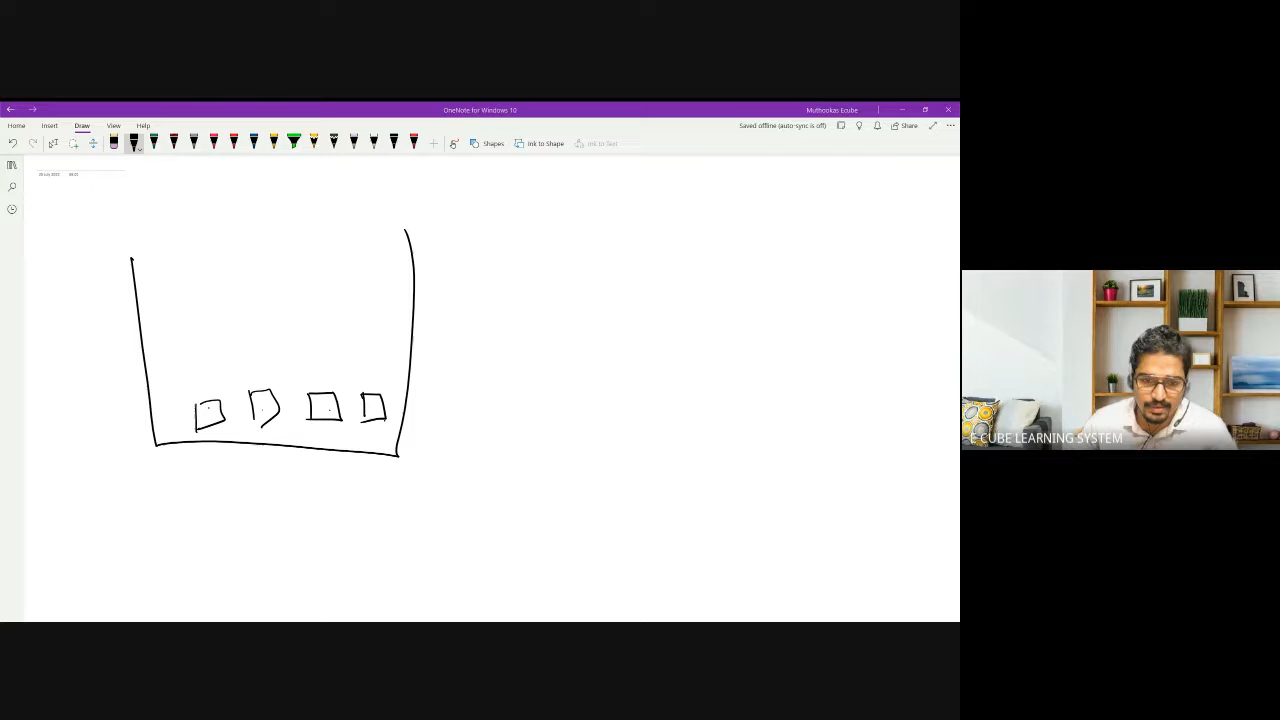 OneNote for Windows 10
Muthookas Ecube
Home Insert Draw View Help
Saved offline (auto-sync is off)
Share
Shapes
Ink to Shape
Ink to Text
E CUBE LEARNING SYSTEM